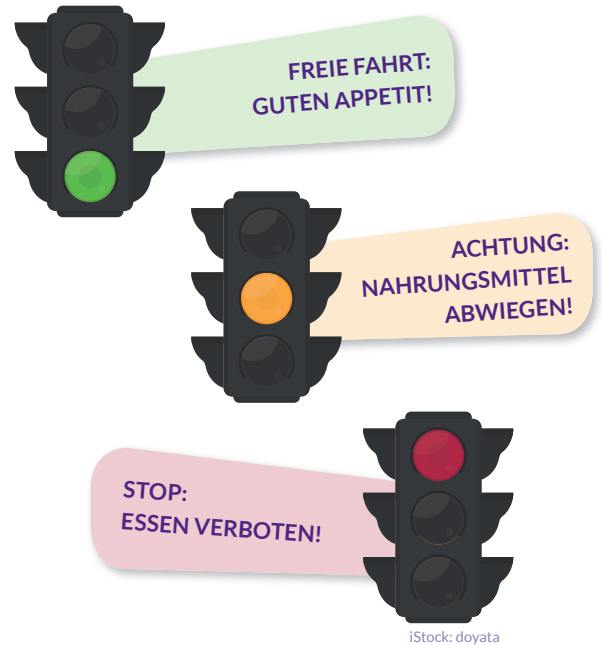 FREIE FAHRT:
GUTEN APPETIT!
ACHTUNG:
NAHRUNGSMITTEL
ABWIEGEN!
STOP:
ESSEN VERBOTEN!
iStock: doyata